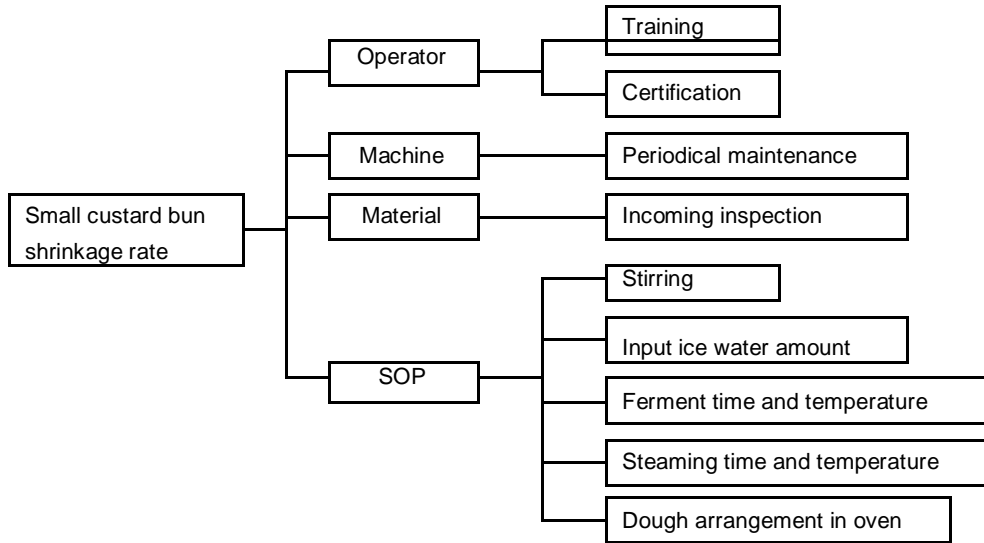 Training
Operator
Certification
Machine
Periodical maintenance
Small custard bun
shrinkage rate
Material
Incoming inspection
Stirring
Input ice water amount
SOP
Ferment time and temperature
Steaming time and temperature
Dough arrangement in oven